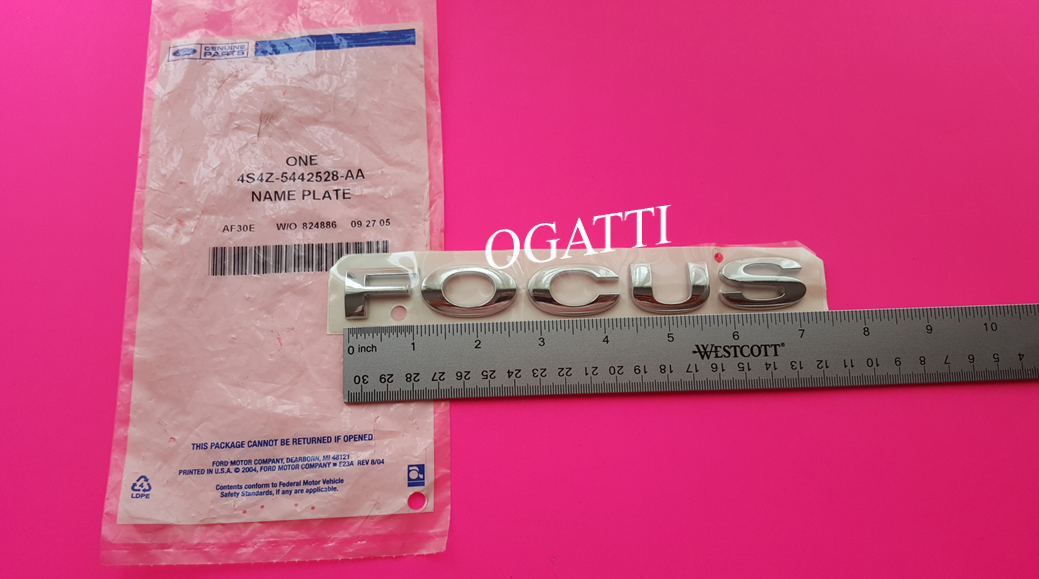 Ford
GENUINE
PARTS
ONE
4S4Z-5442528-AA
NAME PLATE
AF30E W/O 824886 09 27 05
OGATTI
FOCUS
0 inch 1 2 3 4 5 6 7 8 9 10
WESTCOTT®
30 29 28 27 26 25 24 23 22 21 20 19 18 17 16 15 14 13 12 11 10 9 8 7 6 5 4
THIS PACKAGE CANNOT BE RETURNED IF OPENED
FORD MOTOR COMPANY, DEARBORN, MI 48121
PRINTED IN U.S.A. © 2004, FORD MOTOR COMPANY E23A REV 8/04
Contents conform to Federal Motor Vehicle
Safety Standards, if any are applicable.
4
LDPE